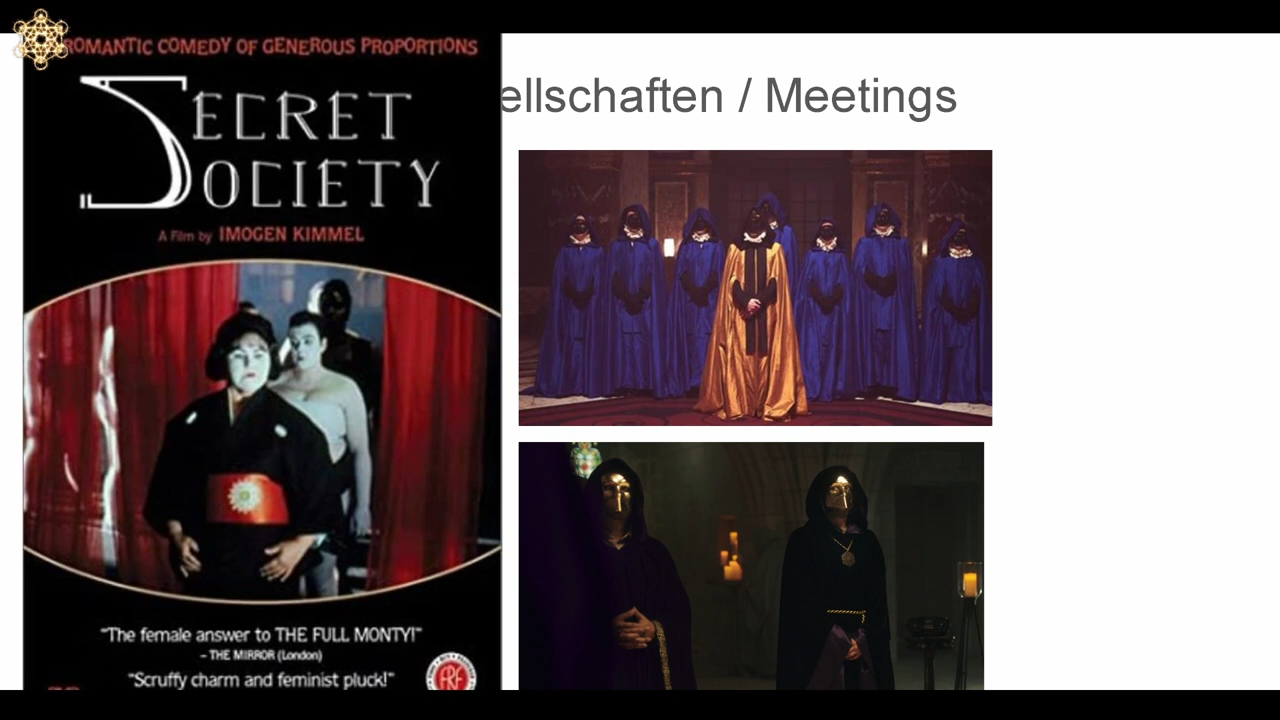 ROMANTIC COMEDY OF GENEROUS PROPORTIONS
SECRET
SOCIETY
A Film by IMOGEN KIMMEL
"The female answer to THE FULL MONTY!"
– THE MIRROR (London)
"Scruffy charm and feminist pluck!"
FRF
ellschaften / Meetings